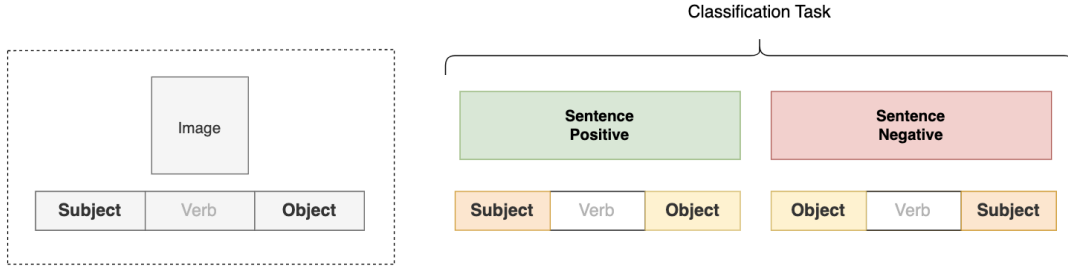 Classification Task
Image
Sentence
Positive
Sentence
Negative
Subject Verb Object
Subject Verb Object
Object Verb Subject